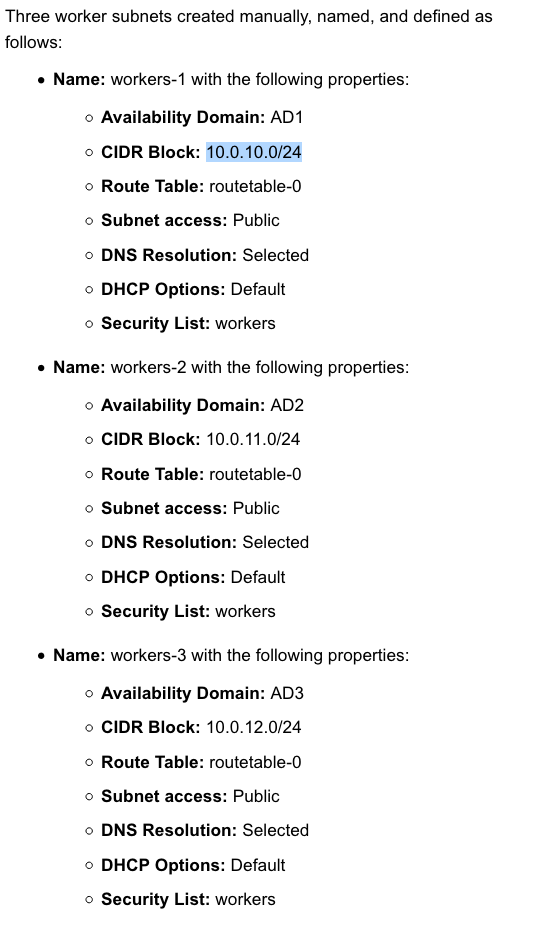 Three worker subnets created manually, named, and defined as
follows:
• Name: workers-1 with the following properties:
○ Availability Domain: AD1
○ CIDR Block: 10.0.10.0/24
○ Route Table: routetable-0
○ Subnet access: Public
○ DNS Resolution: Selected
○ DHCP Options: Default
○ Security List: workers
• Name: workers-2 with the following properties:
○ Availability Domain: AD2
○ CIDR Block: 10.0.11.0/24
○ Route Table: routetable-0
○ Subnet access: Public
○ DNS Resolution: Selected
○ DHCP Options: Default
○ Security List: workers
• Name: workers-3 with the following properties:
○ Availability Domain: AD3
○ CIDR Block: 10.0.12.0/24
○ Route Table: routetable-0
○ Subnet access: Public
○ DNS Resolution: Selected
○ DHCP Options: Default
○ Security List: workers